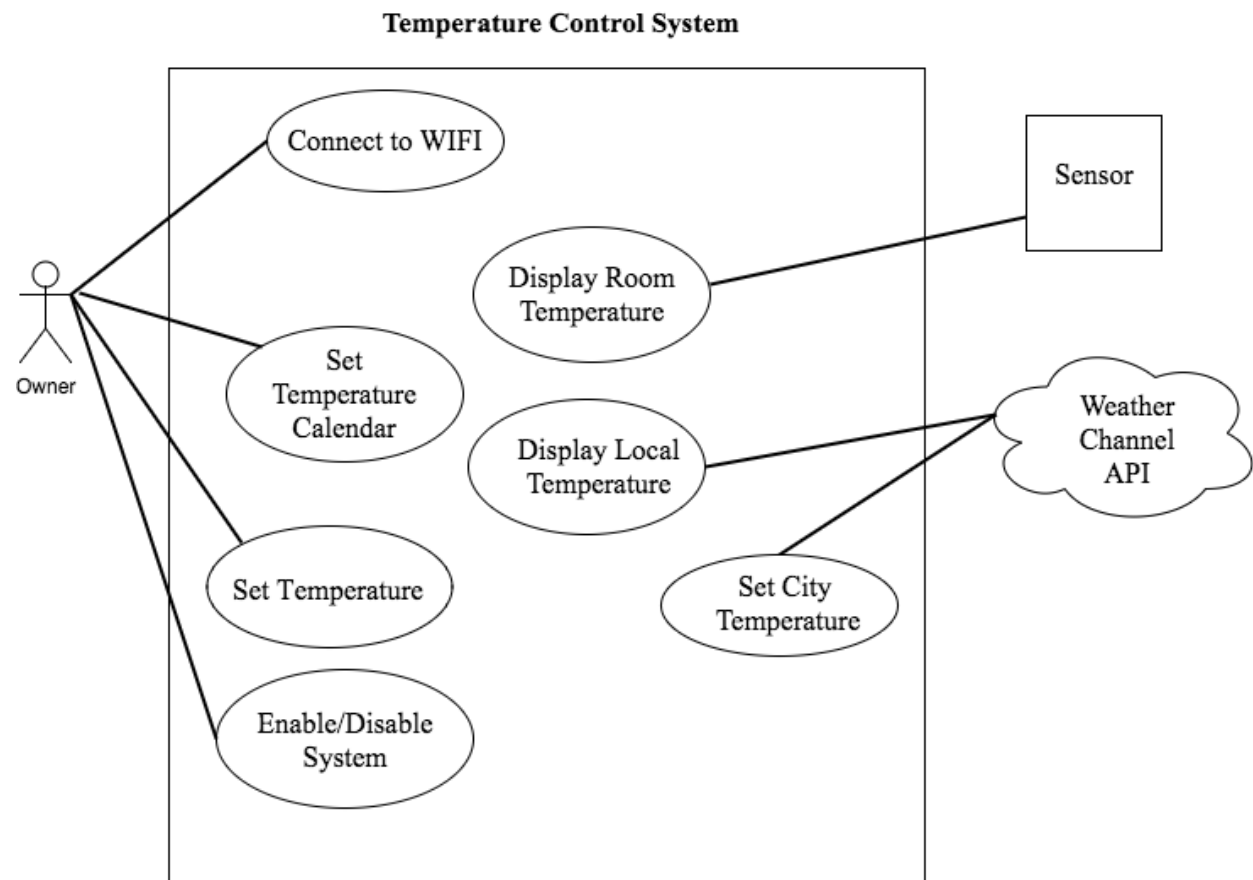 Temperature Control System
Connect to WIFI
Sensor
Display Room
Temperature
Owner
Set
Temperature
Calendar
Weather
Channel
API
Display Local
Temperature
Set Temperature
Set City
Temperature
Enable/Disable
System